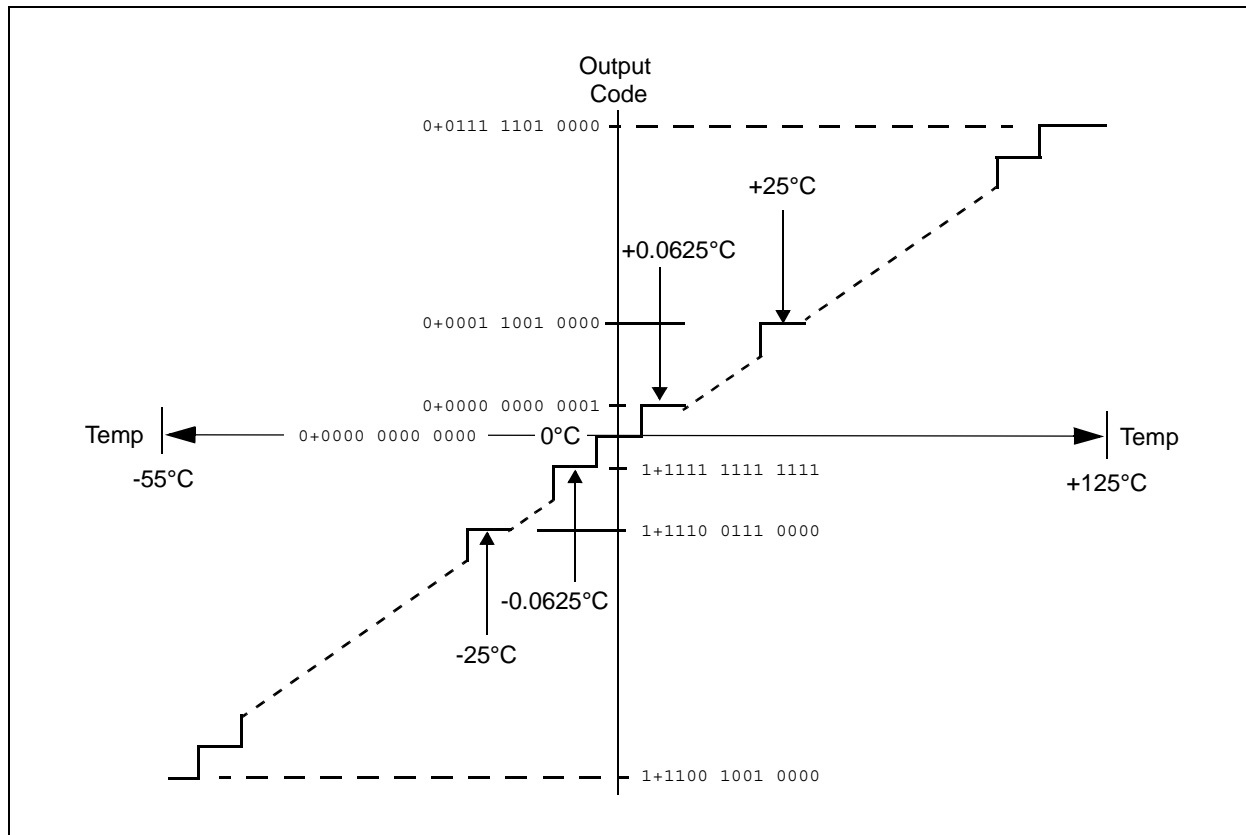 Output
Code
0+0111 1101 0000
+25°C
+0.0625°C
0+0001 1001 0000
0+0000 0000 0001
Temp
0+0000 0000 0000
0°C
Temp
-55°C
1+1111 1111 1111
+125°C
1+1110 0111 0000
-0.0625°C
-25°C
1+1100 1001 0000